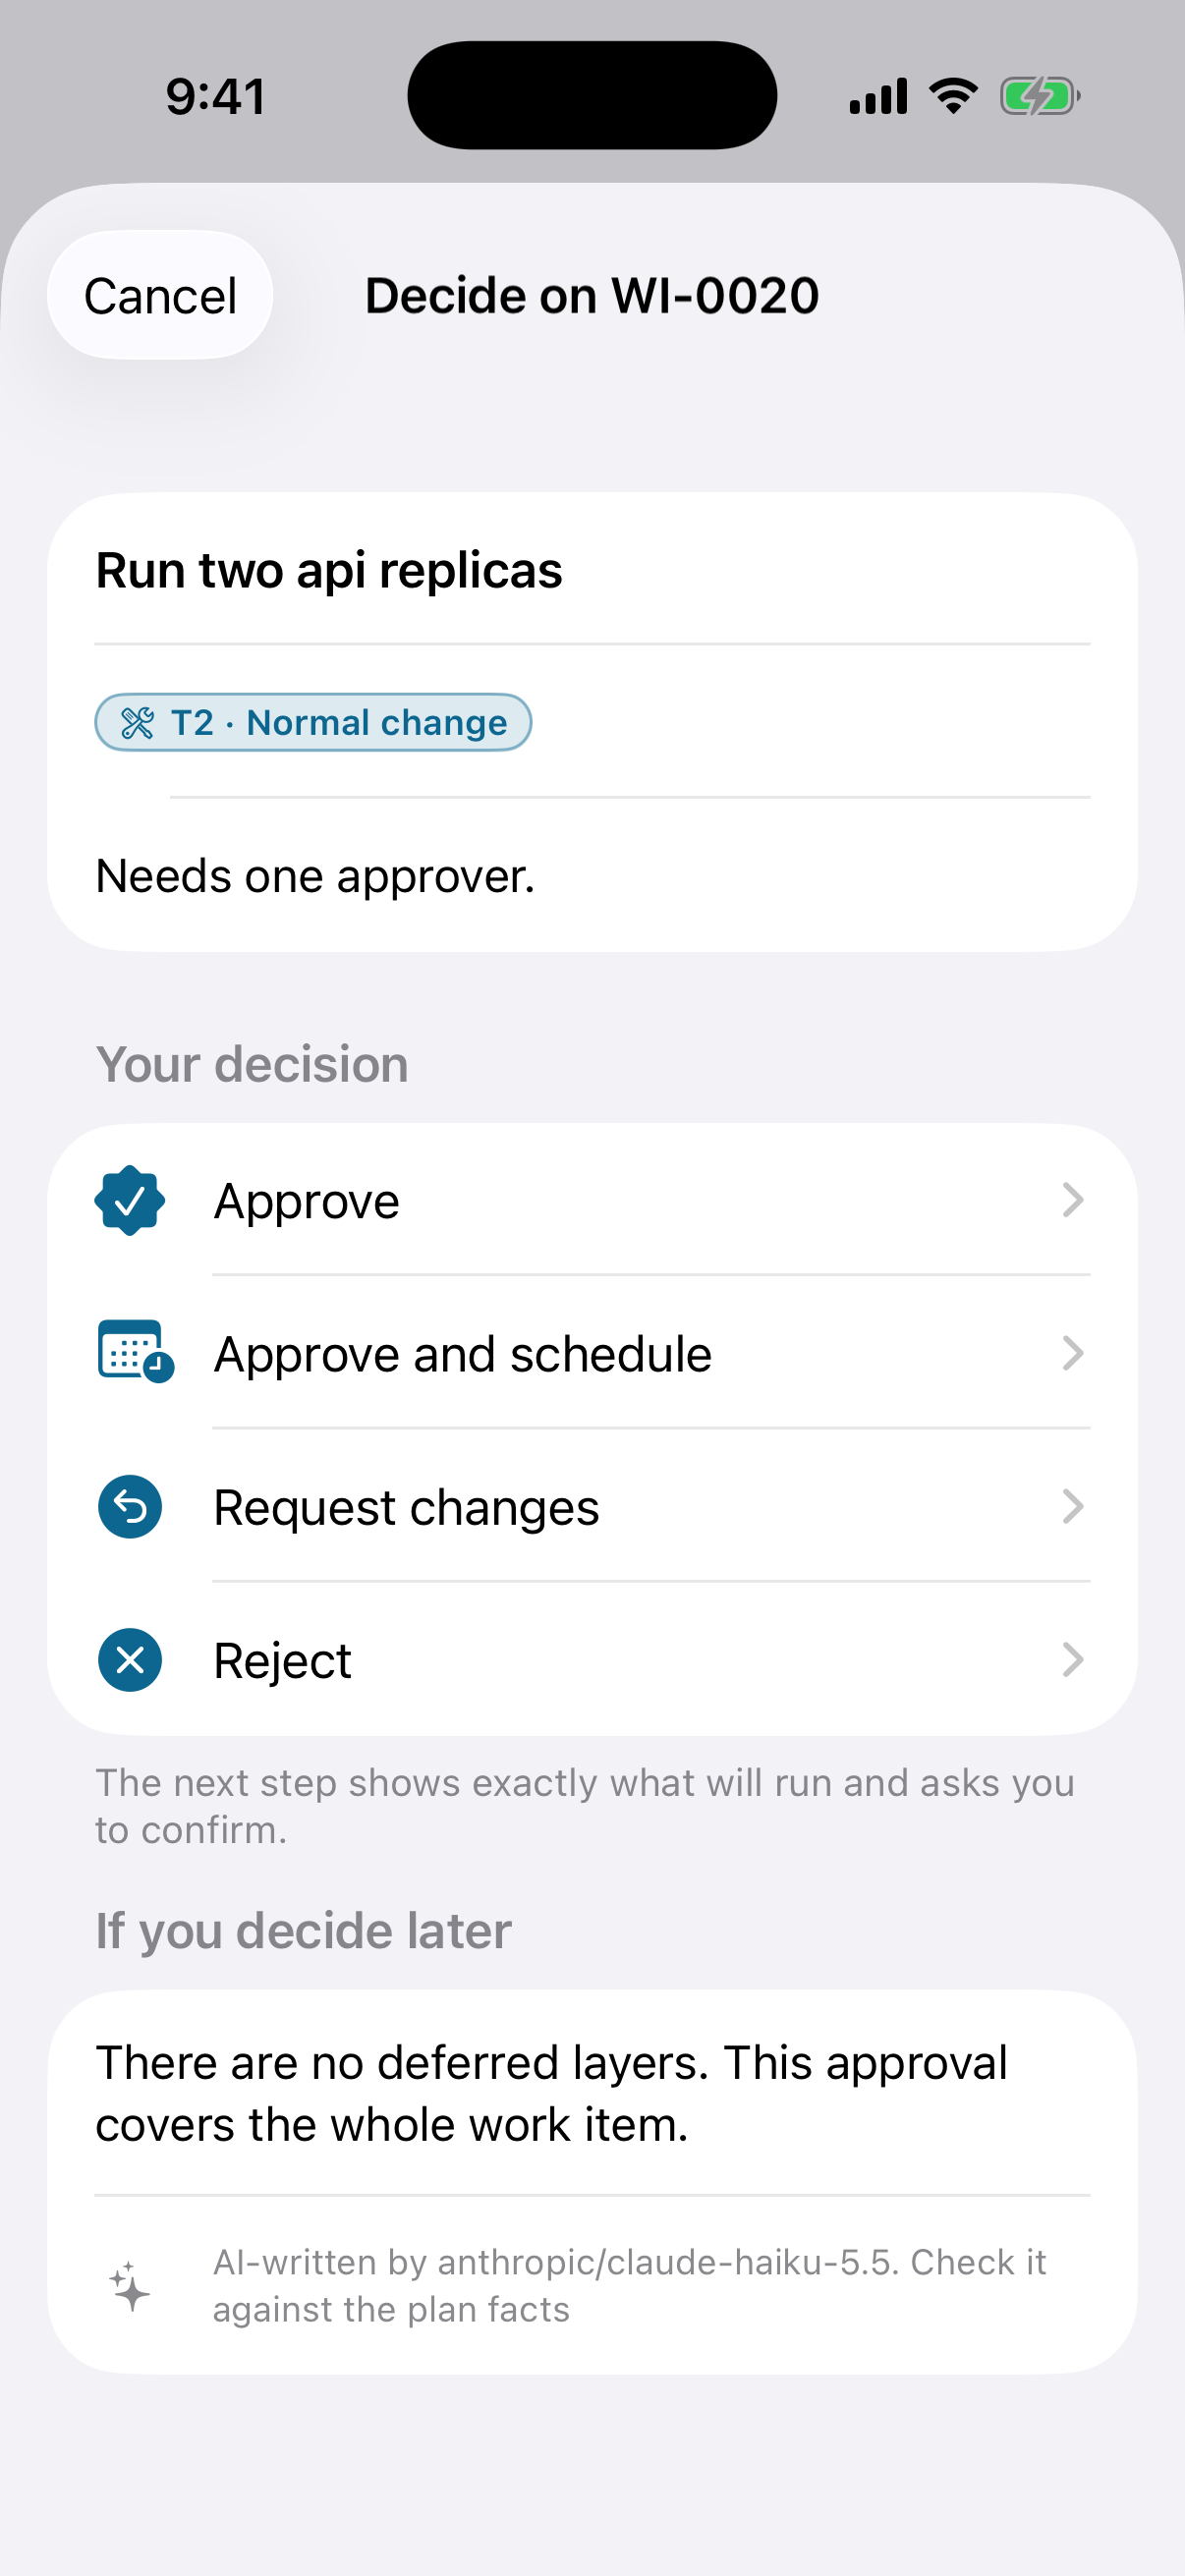 9:41
Cancel
Decide on WI-0020
Run two api replicas
T2 · Normal change
Needs one approver.
Your decision
Approve
Approve and schedule
Request changes
Reject
The next step shows exactly what will run and asks you
to confirm.
If you decide later
There are no deferred layers. This approval
covers the whole work item.
AI-written by anthropic/claude-haiku-5.5. Check it
against the plan facts